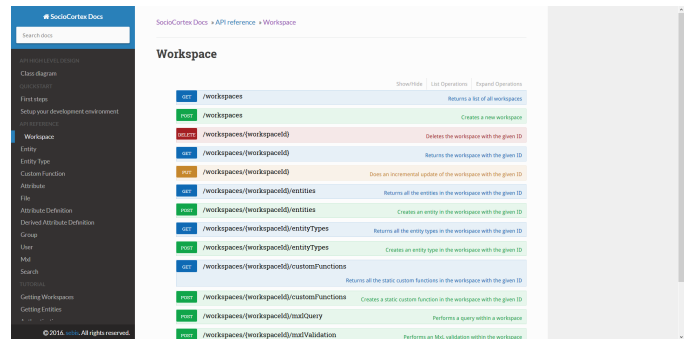 SocioCortex Docs
Search docs
API HIGH LEVEL DESIGN
Class diagram
QUICKSTART
First steps
Setup your development environment
API REFERENCE
Workspace
Entity
Entity Type
Custom Function
Attribute
File
Attribute Definition
Derived Attribute Definition
Group
User
Mxl
Search
TUTORIAL
Getting Workspaces
Getting Entities
© 2016. sebis. All rights reserved.
SocioCortex Docs » API reference » Workspace
Workspace
Show/Hide List Operations Expand Operations
GET /workspaces Returns a list of all workspaces
POST /workspaces Creates a new workspace
DELETE /workspaces/{workspaceId} Deletes the workspace with the given ID
GET /workspaces/{workspaceId} Returns the workspace with the given ID
PUT /workspaces/{workspaceId} Does an incremental update of the workspace with the given ID
GET /workspaces/{workspaceId}/entities Returns all the entities in the workspace with the given ID
POST /workspaces/{workspaceId}/entities Creates an entity in the workspace with the given ID
GET /workspaces/{workspaceId}/entityTypes Returns all the entity types in the workspace with the given ID
POST /workspaces/{workspaceId}/entityTypes Creates an entity type in the workspace with the given ID
GET /workspaces/{workspaceId}/customFunctions
Returns all the static custom functions in the workspace with the given ID
POST /workspaces/{workspaceId}/customFunctions Creates a static custom function in the workspace with the given ID
POST /workspaces/{workspaceId}/mxlQuery Performs a query within a workspace
POST /workspaces/{workspaceId}/mxlValidation Performs an MxL validation within the workspace